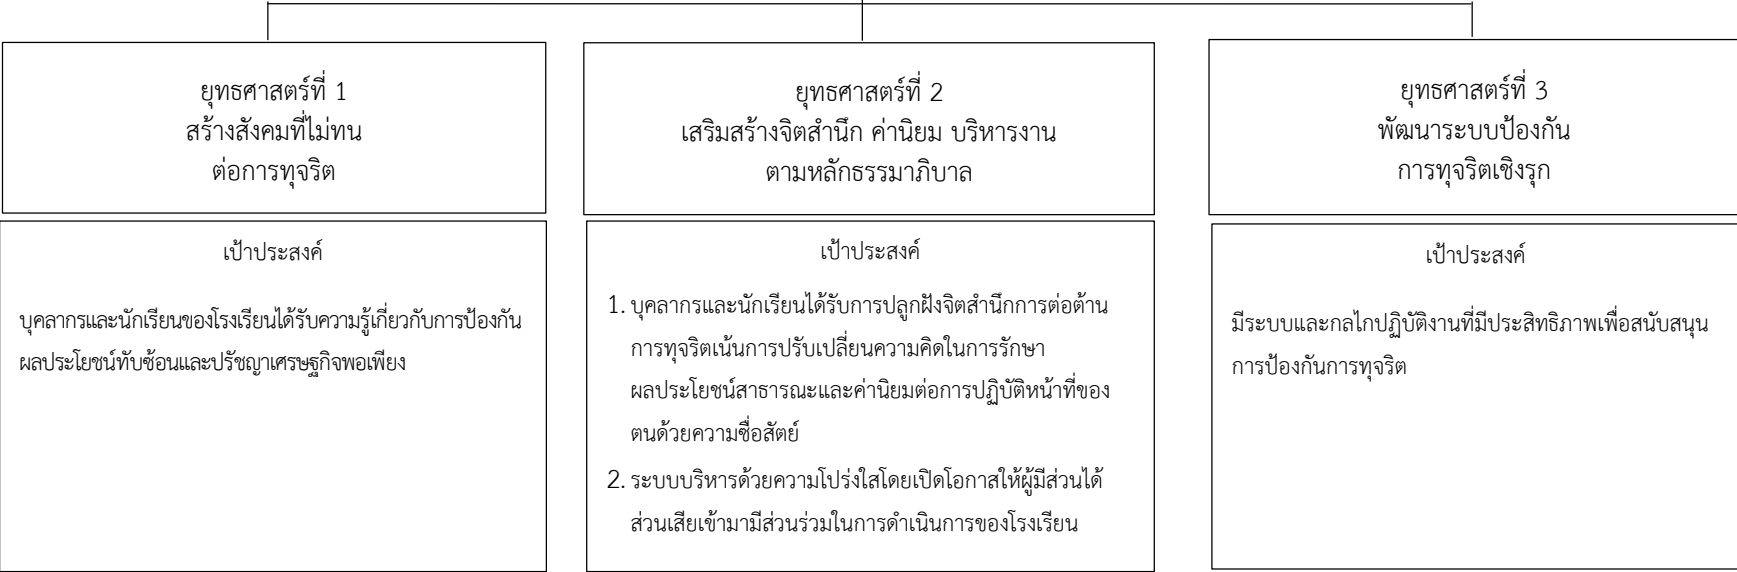 ยุทธศาสตร์ที่ 1
สร้างสังคมที่ไม่ทน
ต่อการทุจริต
เป้าประสงค์
บุคลากรและนักเรียนของโรงเรียนได้รับความรู้เกี่ยวกับการป้องกัน
ผลประโยชน์ทับซ้อนและปรัชญาเศรษฐกิจพอเพียง
ยุทธศาสตร์ที่ 2
เสริมสร้างจิตสำนึก ค่านิยม บริหารงาน
ตามหลักธรรมาภิบาล
เป้าประสงค์
1. บุคลากรและนักเรียนได้รับการปลูกฝังจิตสำนึกการต่อต้าน
การทุจริตเน้นการปรับเปลี่ยนความคิดในการรักษา
ผลประโยชน์สาธารณะและค่านิยมต่อการปฏิบัติหน้าที่ของ
ตนด้วยความซื่อสัตย์
2. ระบบบริหารด้วยความโปร่งใสโดยเปิดโอกาสให้ผู้มีส่วนได้
ส่วนเสียเข้ามามีส่วนร่วมในการดำเนินการของโรงเรียน
ยุทธศาสตร์ที่ 3
พัฒนาระบบป้องกัน
การทุจริตเชิงรุก
เป้าประสงค์
มีระบบและกลไกปฏิบัติงานที่มีประสิทธิภาพเพื่อสนับสนุน
การป้องกันการทุจริต